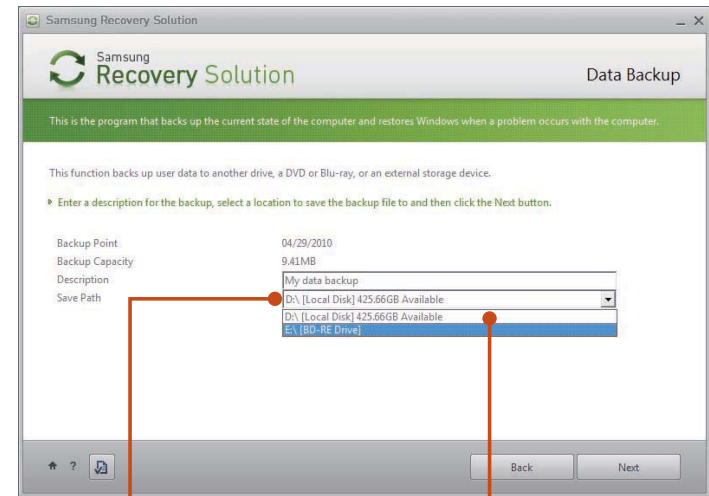 Samsung Recovery Solution
Samsung
Recovery Solution
Data Backup
This is the program that backs up the current state of the computer and restores Windows when a problem occurs with the computer.
This function backs up user data to another drive, a DVD or Blu-ray, or an external storage device.
Enter a description for the backup, select a location to save the backup file to and then click the Next button.
Backup Point 04/29/2010
Backup Capacity 9.41MB
Description My data backup
Save Path D:\ [Local Disk] 425.66GB Available
D:\ [Local Disk] 425.66GB Available
E:\ [BD-RE Drive]
? Back Next